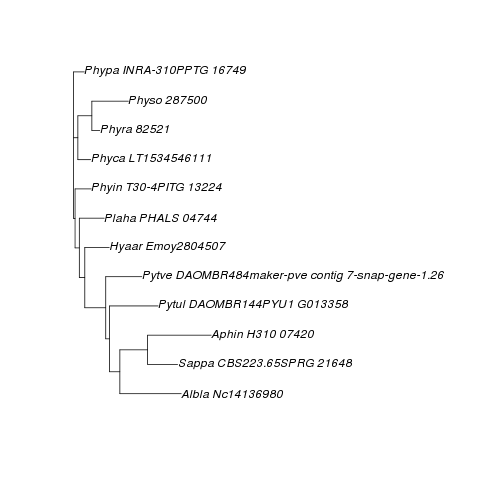 Phypa INRA-310PPTG 16749
Physo 287500
Phyra 82521
Phyca LT1534546111
Phyin T30-4PITG 13224
Plaha PHALS 04744
Hyaar Emoy2804507
Pytve DAOMBR484maker-pve contig 7-snap-gene-1.26
Pytul DAOMBR144PYU1 G013358
Aphin H310 07420
Sappa CBS223.65SPRG 21648
Albla Nc14136980